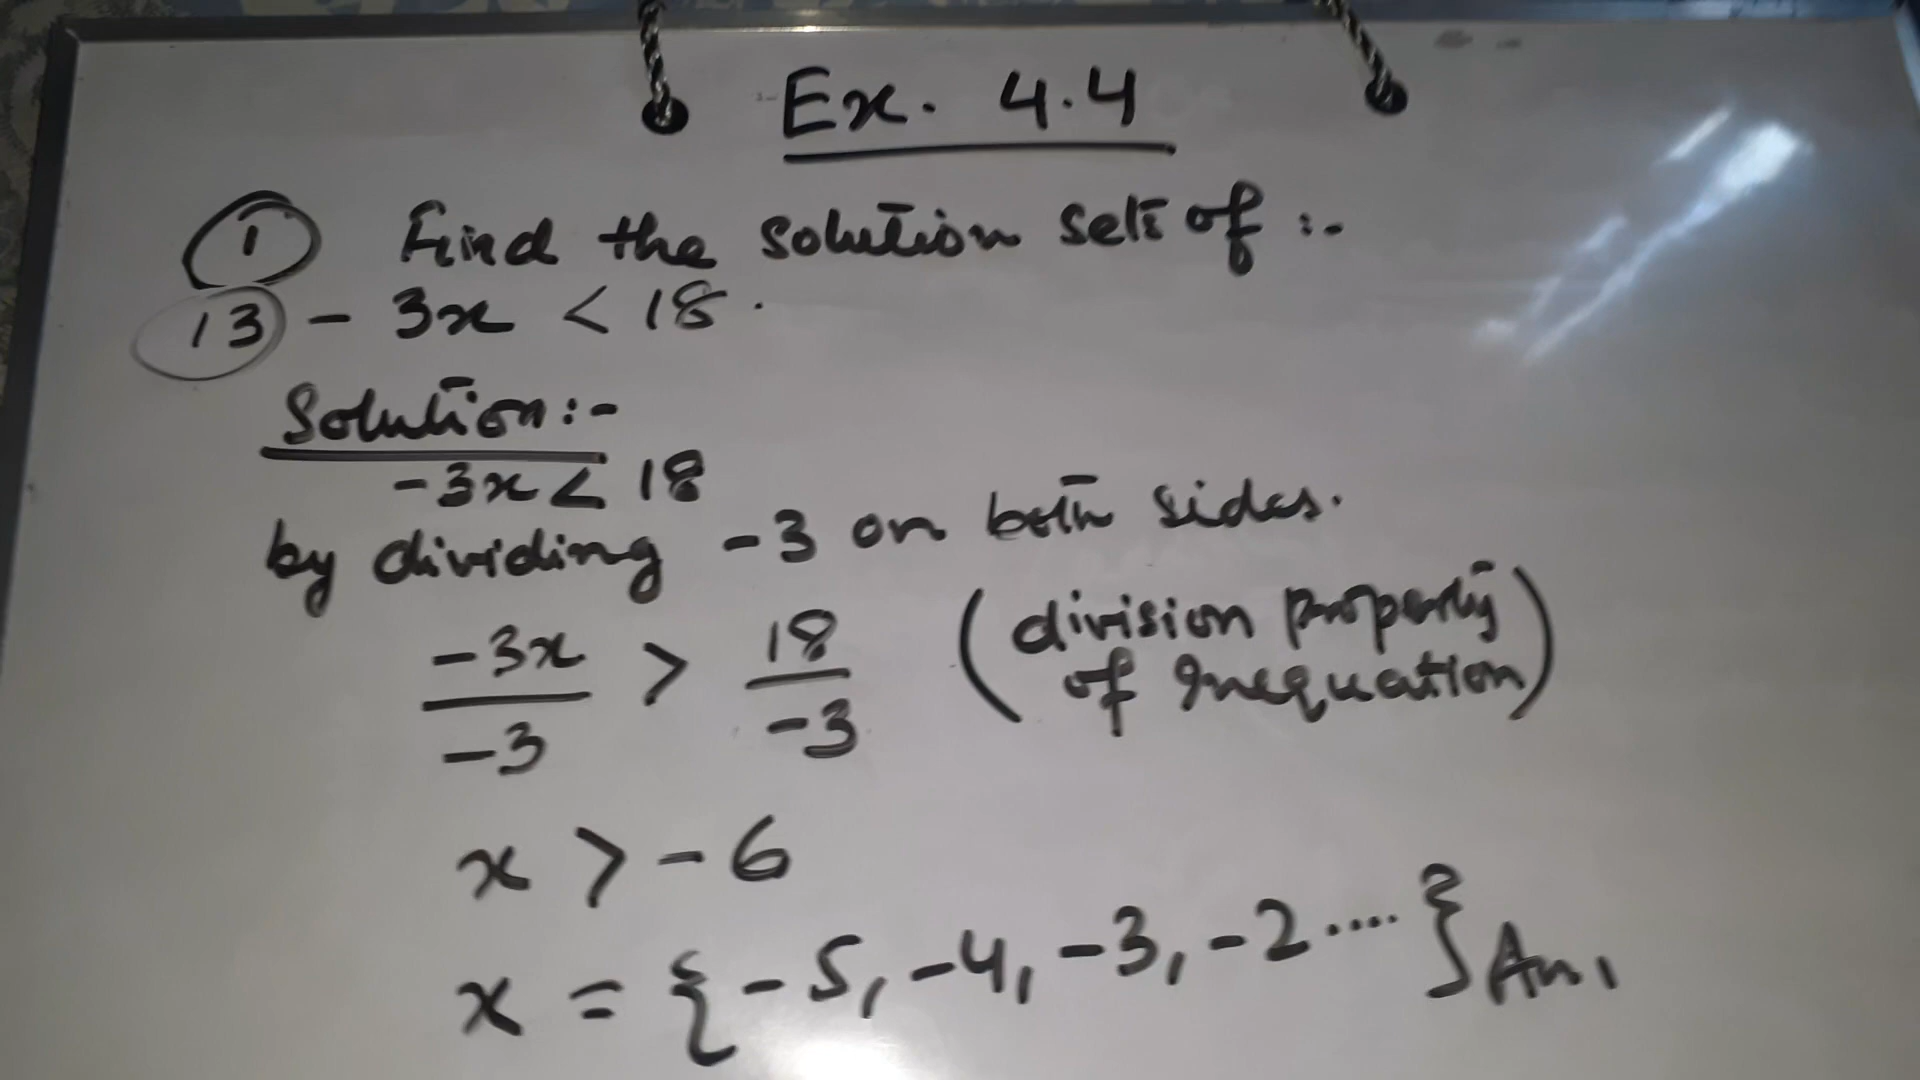 Ex. 4.4
1 Find the solution sets of :-
13 - 3x < 18.
Solution:-
-3x < 18
by dividing -3 on both sides.
-3x/-3 > 18/-3 (division property of Inequation)
x > -6
x = {-5, -4, -3, -2 .....} Ans,